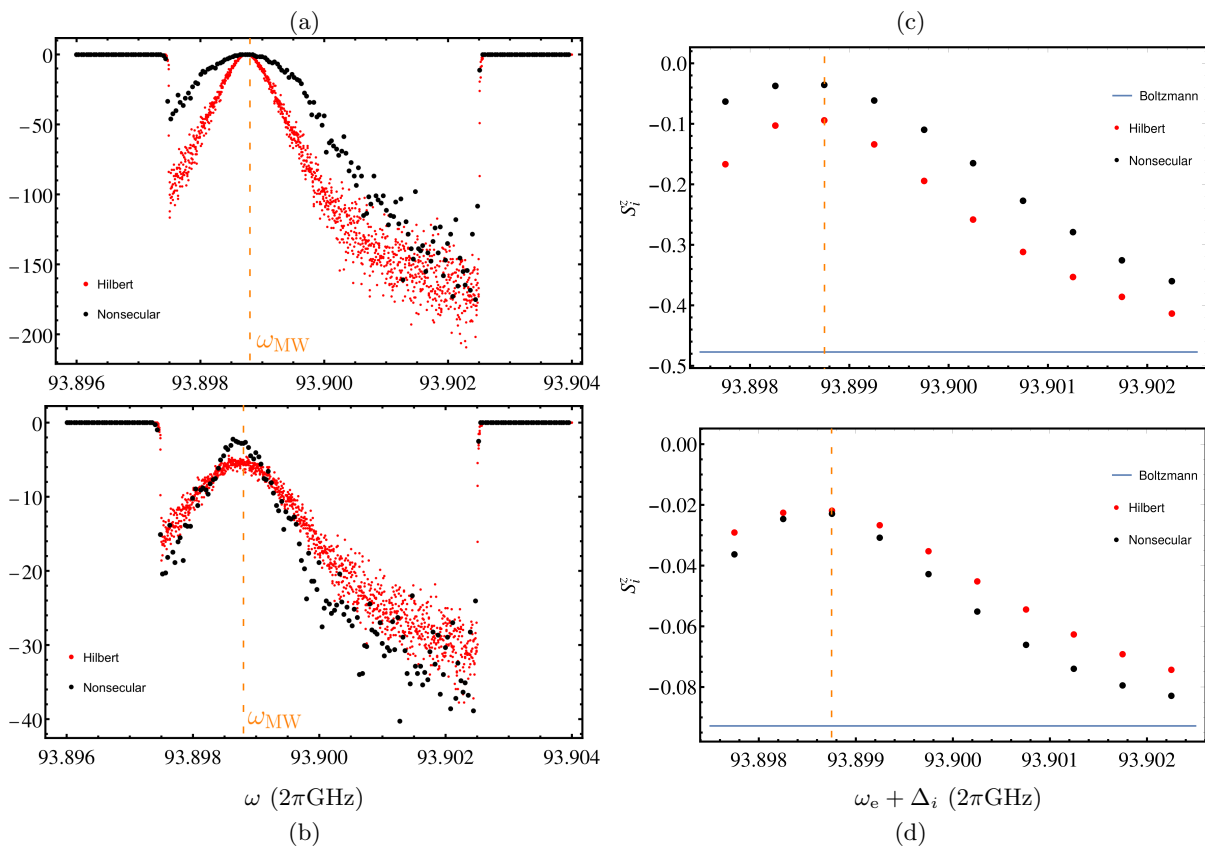 (a)
0
−50
−100
−150
−200
Hilbert
Nonsecular
ω_MW
93.896 93.898 93.900 93.902 93.904
(c)
0.0
−0.1
−0.2
−0.3
−0.4
−0.5
S_i^z
Boltzmann
Hilbert
Nonsecular
93.898 93.899 93.900 93.901 93.902
0
−10
−20
−30
−40
Hilbert
Nonsecular
ω_MW
93.896 93.898 93.900 93.902 93.904
ω (2πGHz)
(b)
0.00
−0.02
−0.04
−0.06
−0.08
S_i^z
Boltzmann
Hilbert
Nonsecular
93.898 93.899 93.900 93.901 93.902
ω_e + Δ_i (2πGHz)
(d)